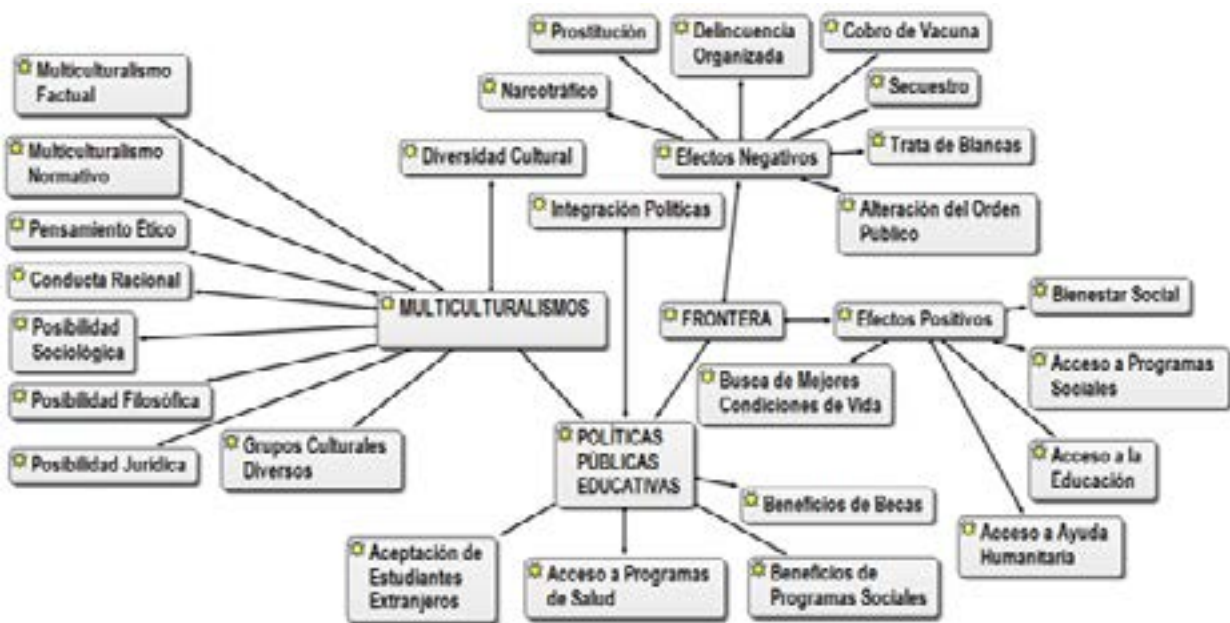 Prostitución
Delincuencia
Organizada
Cobro de Vacuna
Multiculturalismo
Factual
Narcotráfico
Secuestro
Multiculturalismo
Normativo
Diversidad Cultural
Efectos Negativos
Trata de Blancas
Integración Políticas
Alteración del Orden
Público
Pensamiento Ético
Conducta Racional
MULTICULTURALISMOS
FRONTERA
Efectos Positivos
Bienestar Social
Posibilidad
Sociológica
Busca de Mejores
Condiciones de Vida
Acceso a Programas
Sociales
Posibilidad Filosófica
Posibilidad Jurídica
Grupos Culturales
Diversos
POLÍTICAS
PÚBLICAS
EDUCATIVAS
Acceso a la
Educación
Beneficios de Becas
Acceso a Ayuda
Humanitaria
Aceptación de
Estudiantes
Extranjeros
Acceso a Programas
de Salud
Beneficios de
Programas Sociales